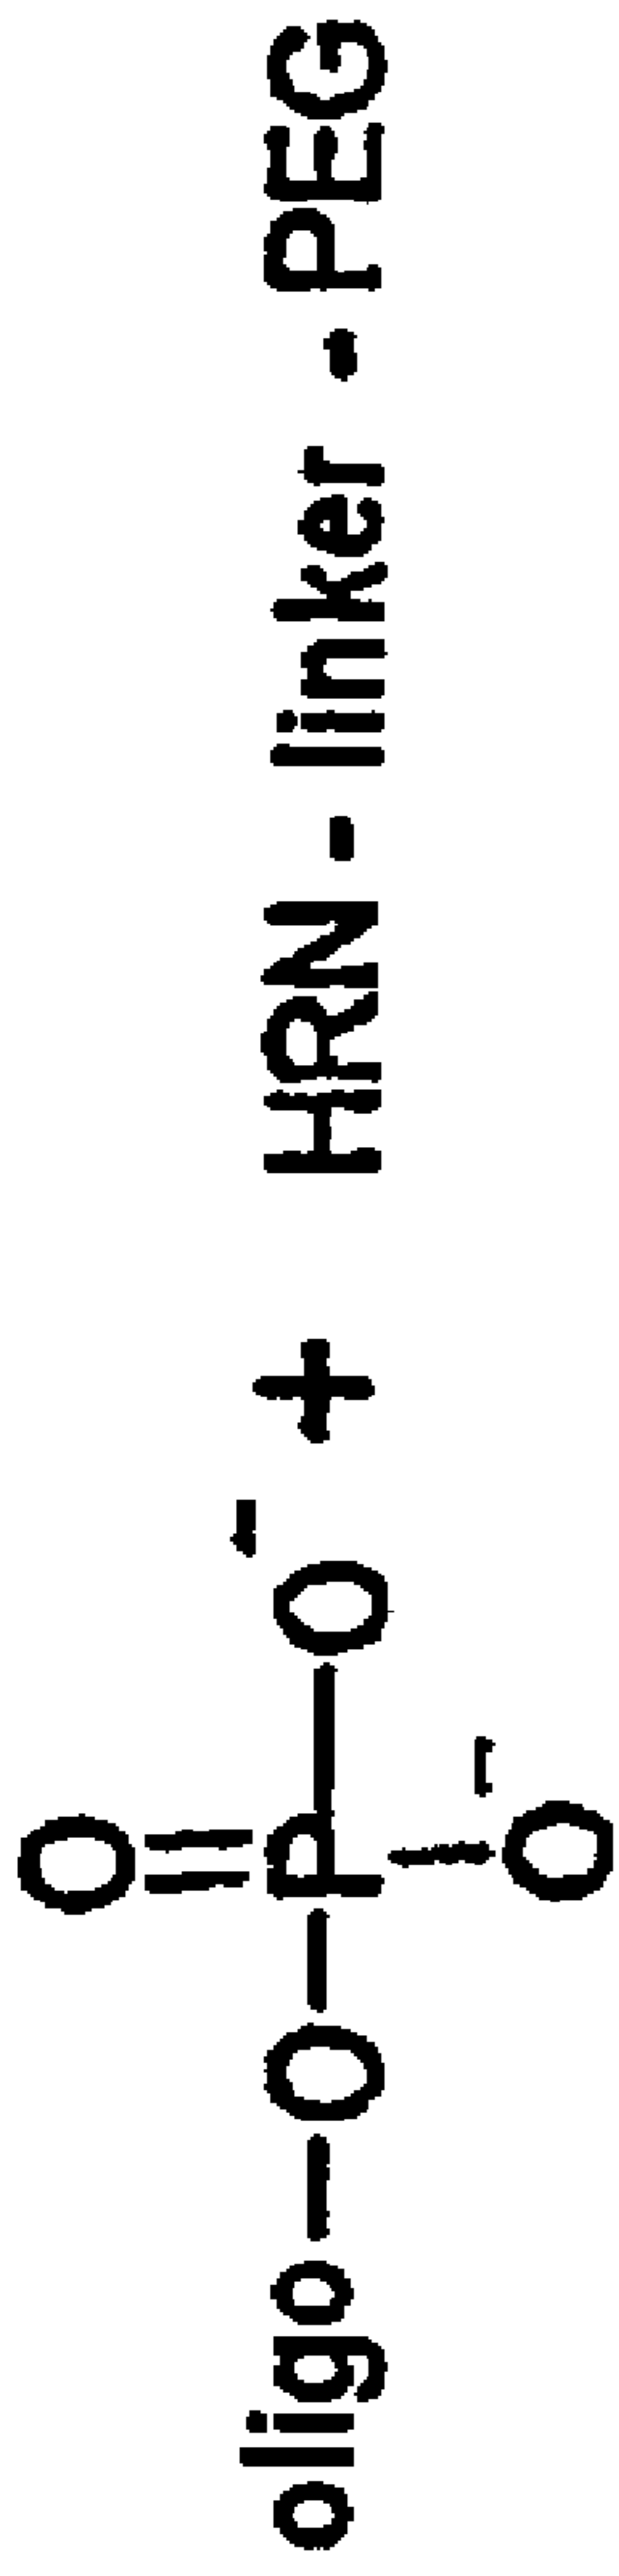 O
oligo – O – P – O⁻ + HRN - linker - PEG
O⁻